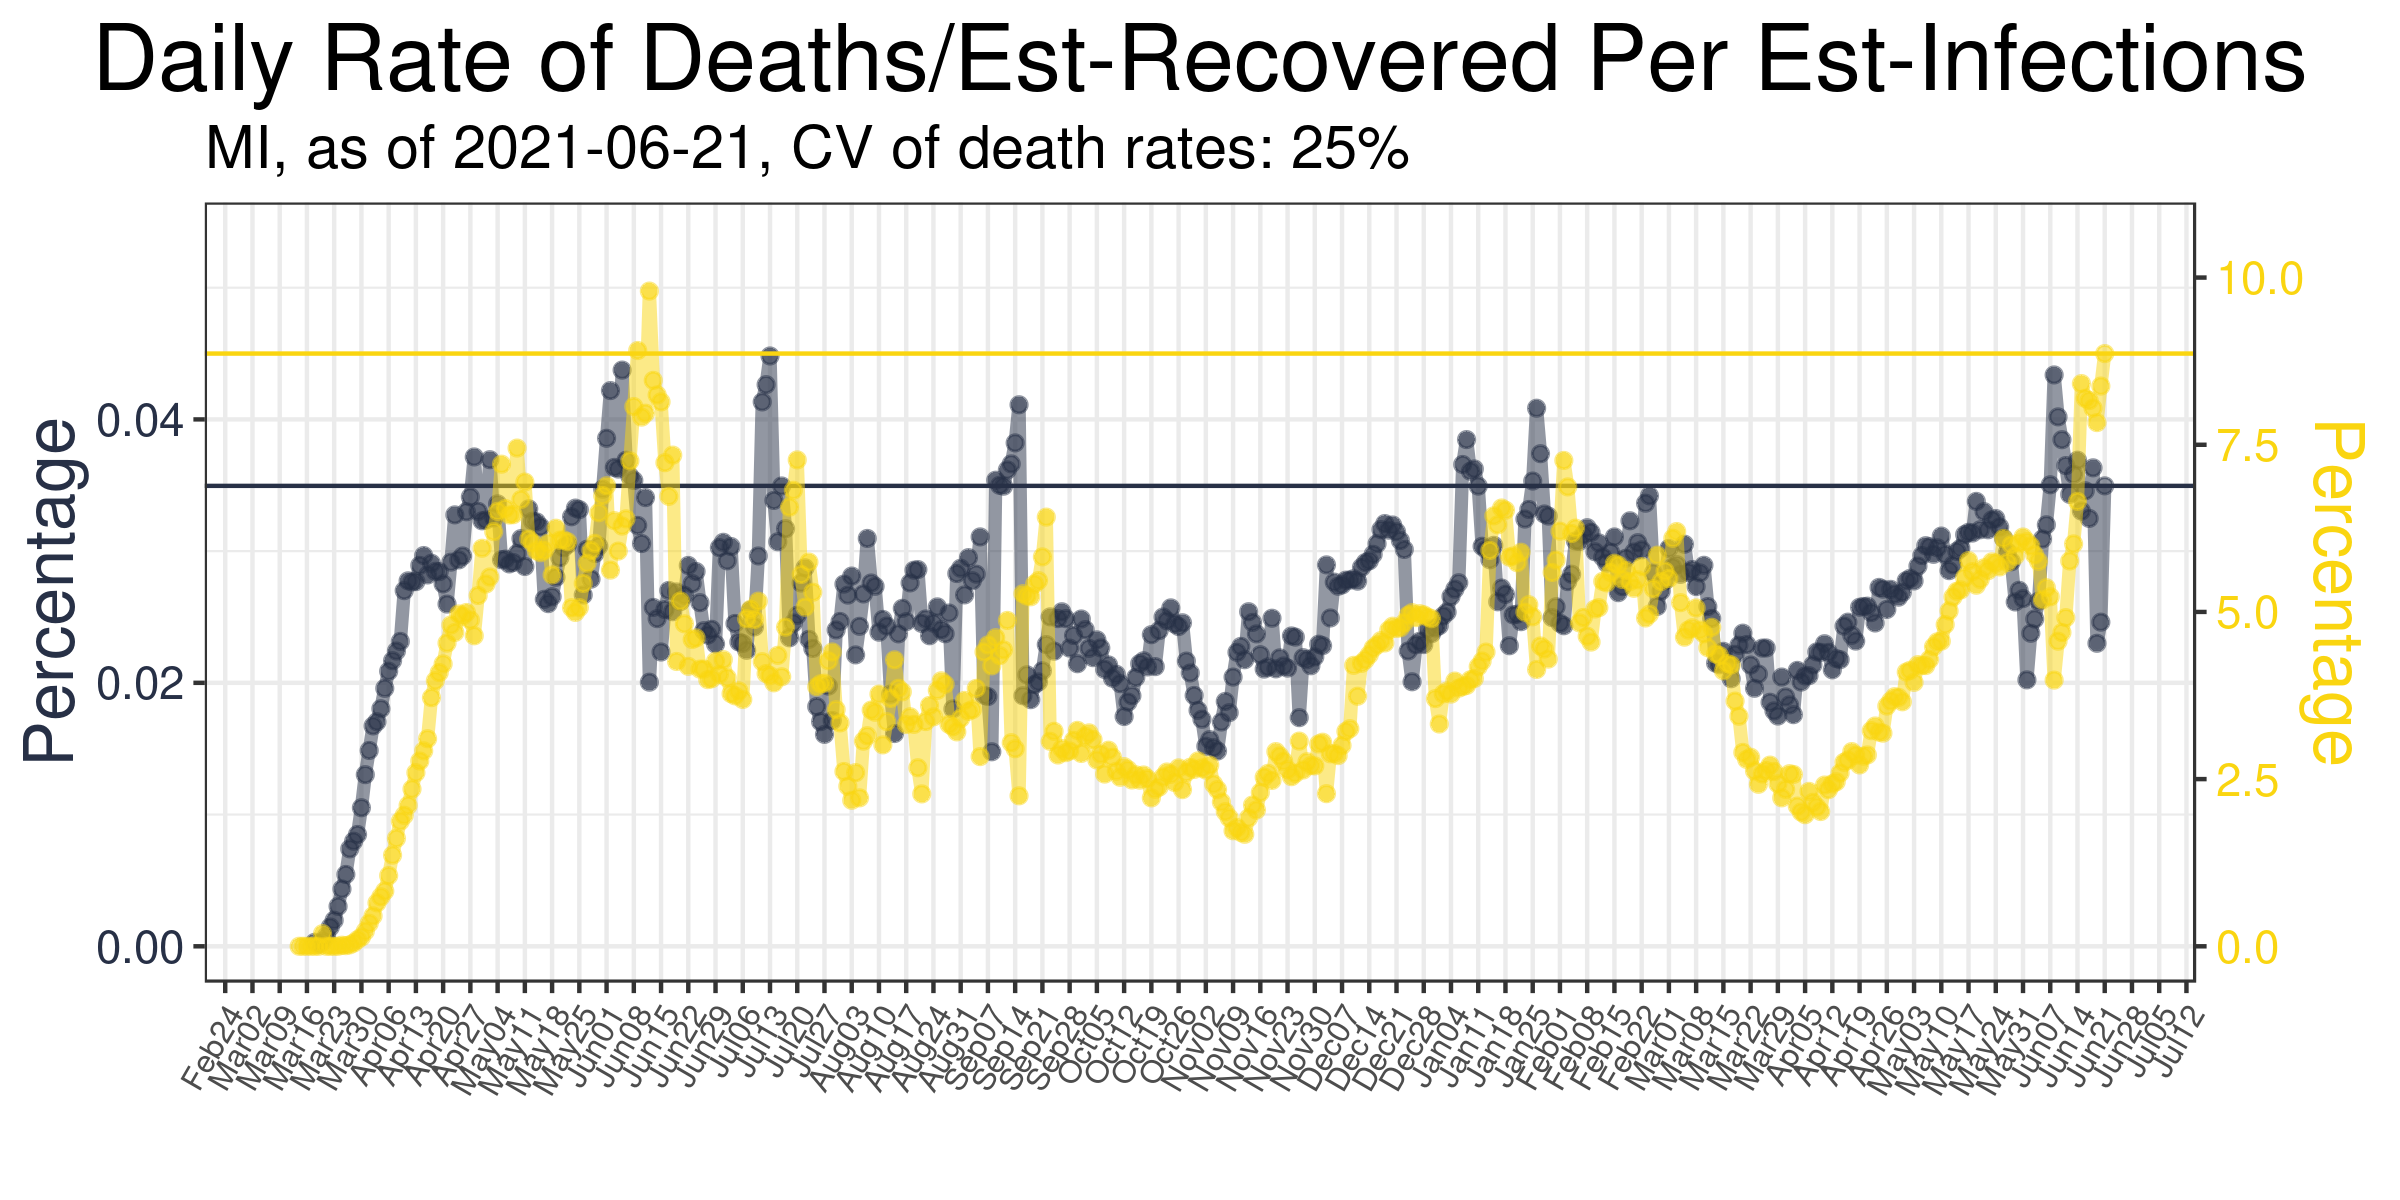 Daily Rate of Deaths/Est-Recovered Per Est-Infections
MI, as of 2021-06-21, CV of death rates: 25%
Percentage
0.04
0.02
0.00
10.0
7.5
5.0
2.5
0.0
Percentage
Feb24
Mar02
Mar09
Mar16
Mar23
Mar30
Apr06
Apr13
Apr20
Apr27
May04
May11
May18
May25
Jun01
Jun08
Jun15
Jun22
Jun29
Jul06
Jul13
Jul20
Jul27
Aug03
Aug10
Aug17
Aug24
Aug31
Sep07
Sep14
Sep21
Sep28
Oct05
Oct12
Oct19
Oct26
Nov02
Nov09
Nov16
Nov23
Nov30
Dec07
Dec14
Dec21
Dec28
Jan04
Jan11
Jan18
Jan25
Feb01
Feb08
Feb15
Feb22
Mar01
Mar08
Mar15
Mar22
Mar29
Apr05
Apr12
Apr19
Apr26
May03
May10
May17
May24
May31
Jun07
Jun14
Jun21
Jun28
Jul05
Jul12